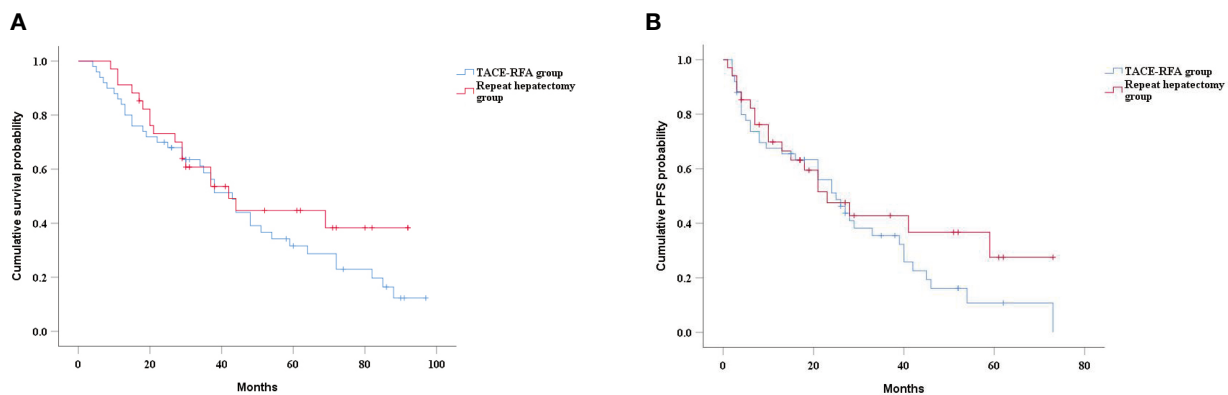 A
Cumulative survival probability
1.0
0.8
0.6
0.4
0.2
0.0
0 20 40 60 80 100
Months
TACE-RFA group
Repeat hepatectomy
group
B
Cumulative PFS probability
1.0
0.8
0.6
0.4
0.2
0.0
0 20 40 60 80
Months
TACE-RFA group
Repeat hepatectomy
group